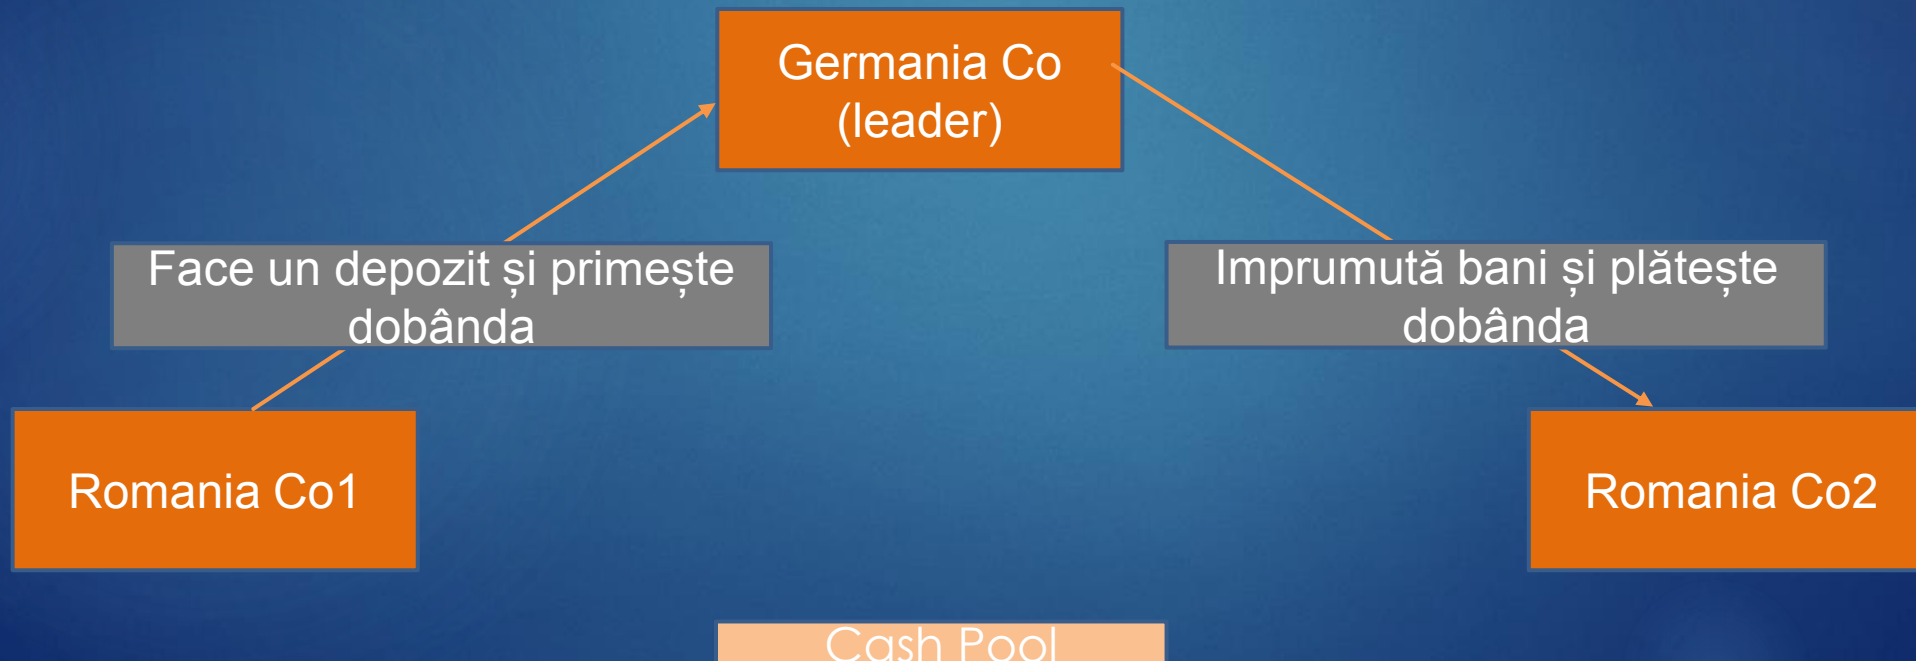 Germania Co
(leader)
Face un depozit și primește
dobânda
Imprumută bani și plătește
dobânda
Romania Co1
Romania Co2
Cash Pool